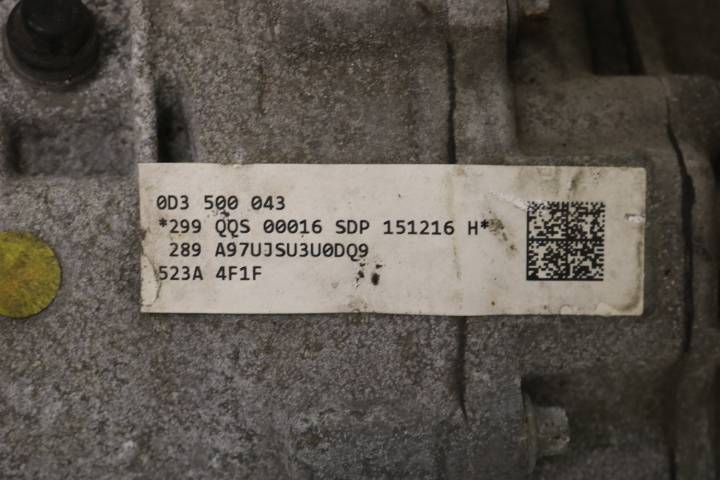 0D3 500 043
*299 QQS 00016 SDP 151216 H*
289 A97UJSU3U0DQ9
523A 4F1F